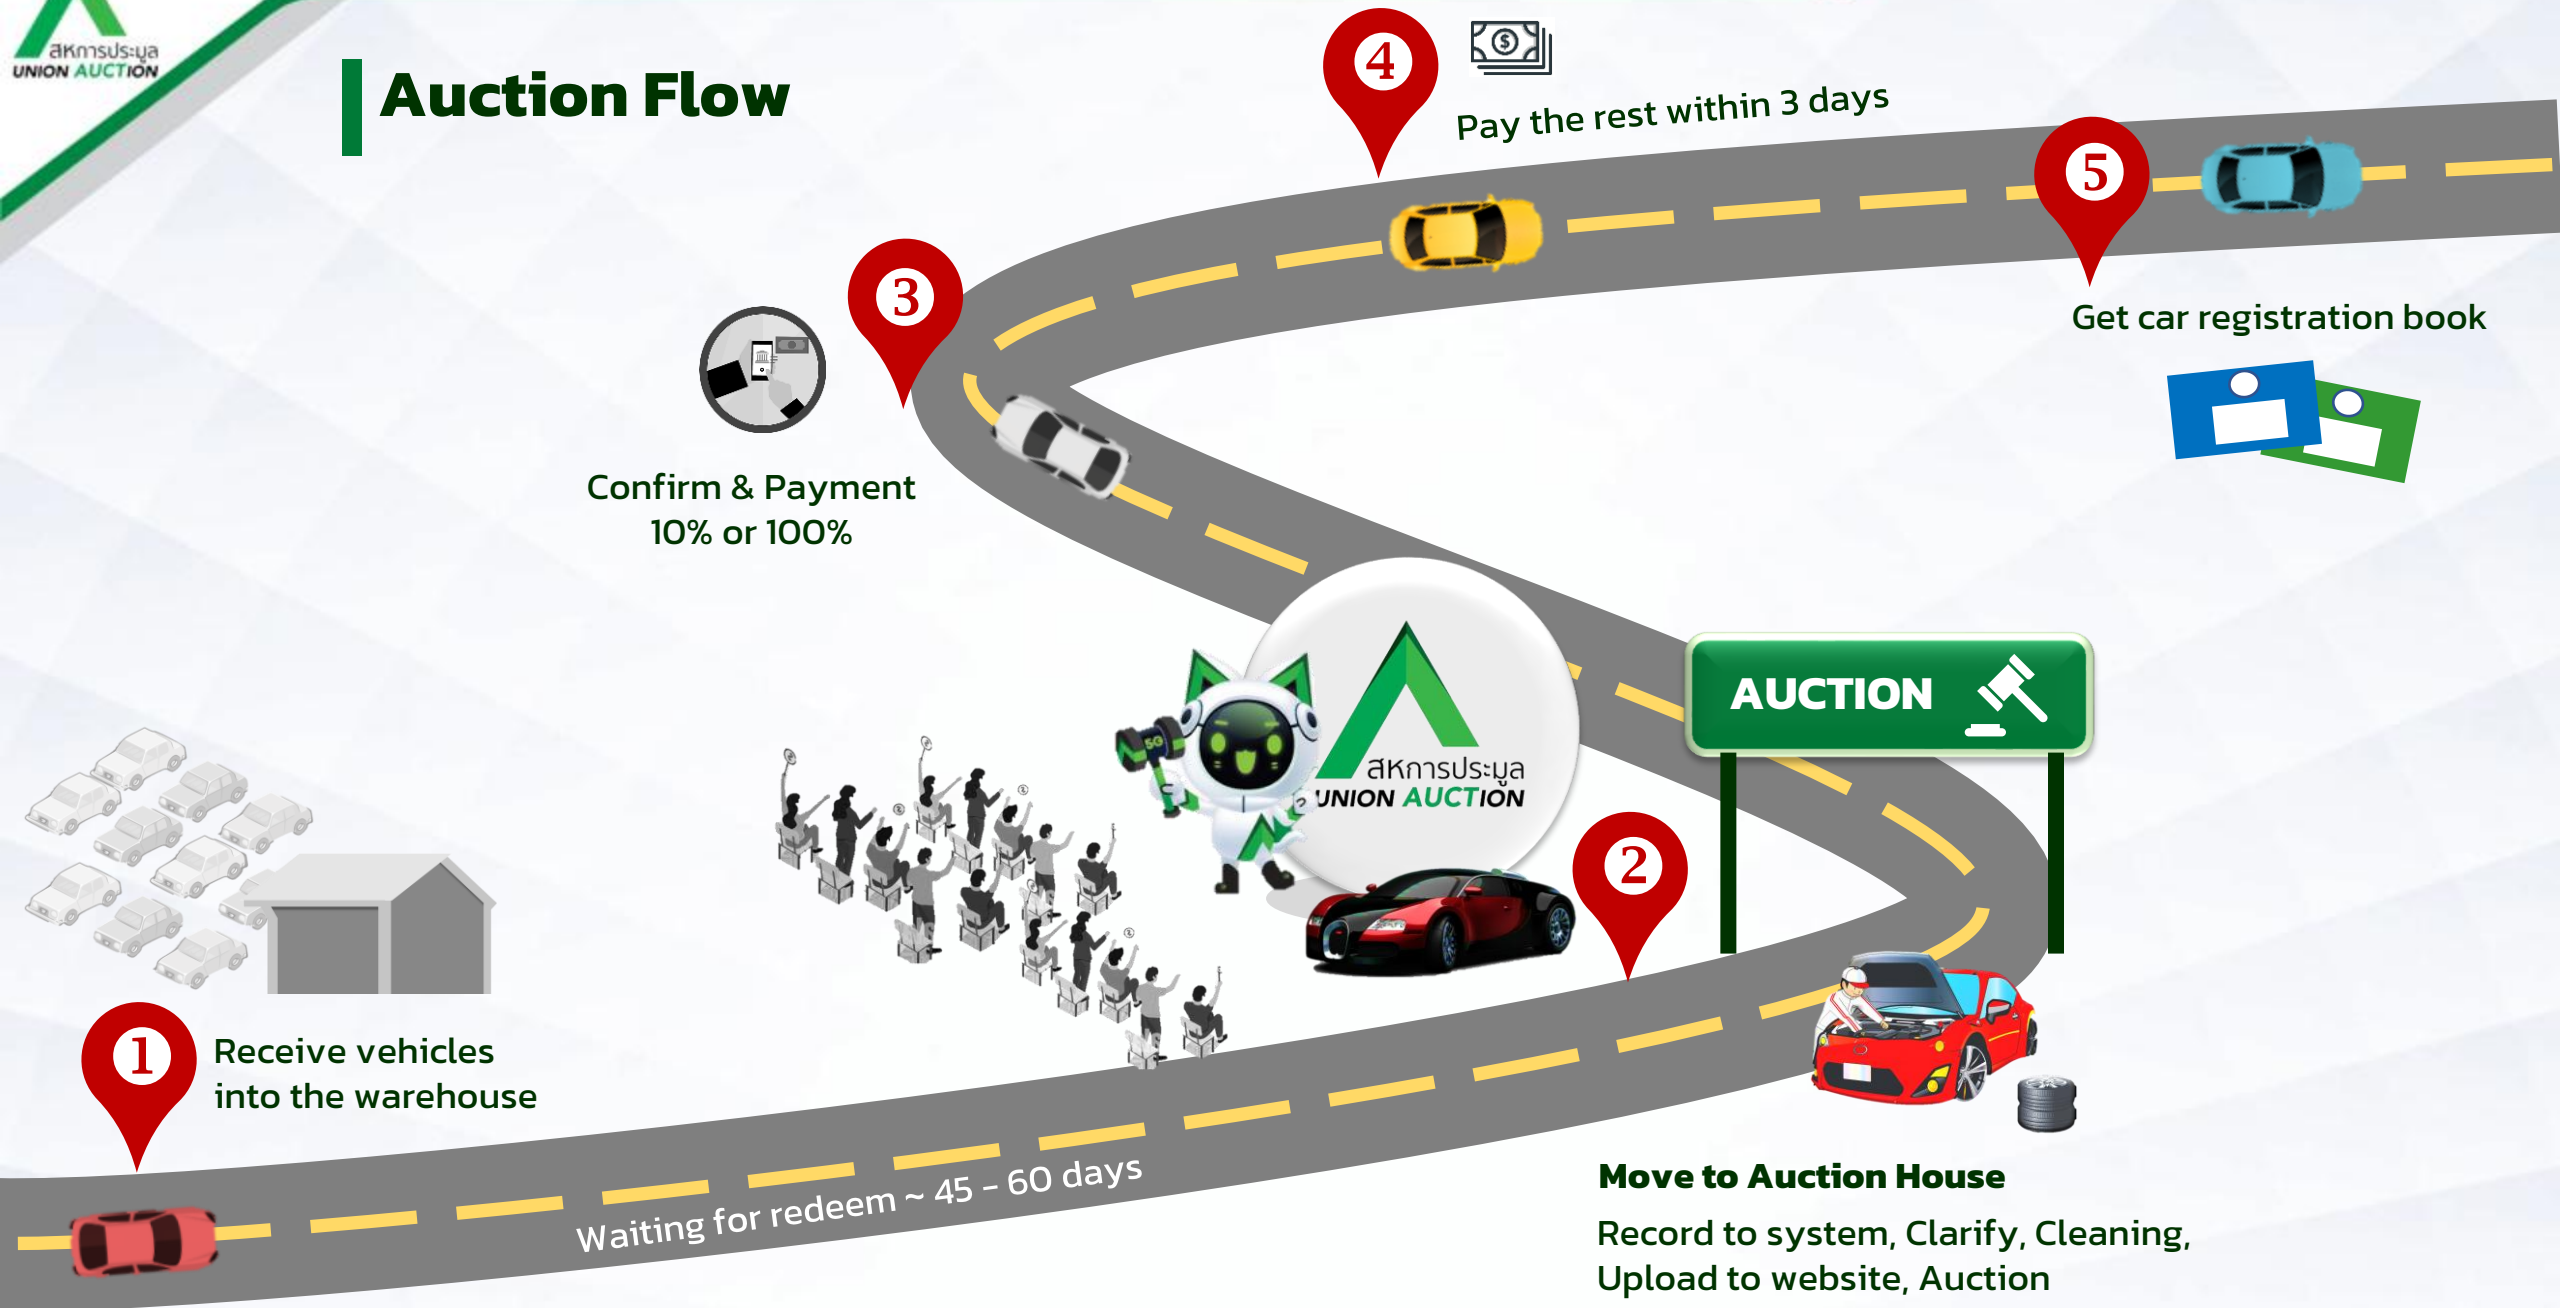 สหการประมูล
UNION AUCTION
Auction Flow
4
Pay the rest within 3 days
5
Get car registration book
3
Confirm & Payment
10% or 100%
AUCTION
5G
สหการประมูล
UNION AUCTION
2
1
Receive vehicles
into the warehouse
Waiting for redeem ~ 45 - 60 days
Move to Auction House
Record to system, Clarify, Cleaning,
Upload to website, Auction